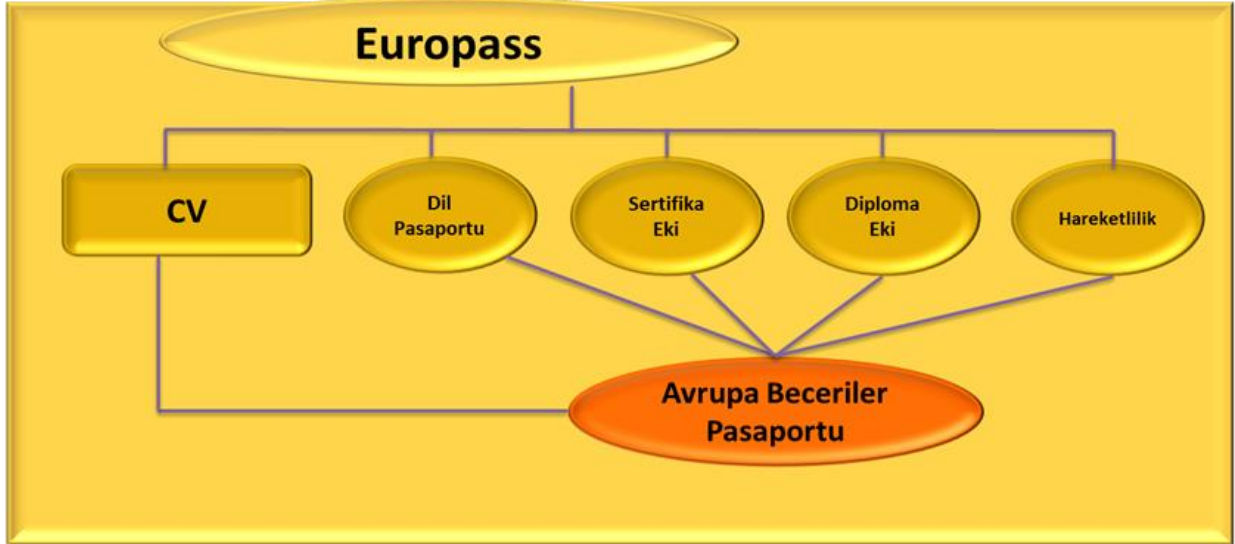 Europass
CV
Dil
Pasaportu
Sertifika
Eki
Diploma
Eki
Hareketlilik
Avrupa Beceriler
Pasaportu